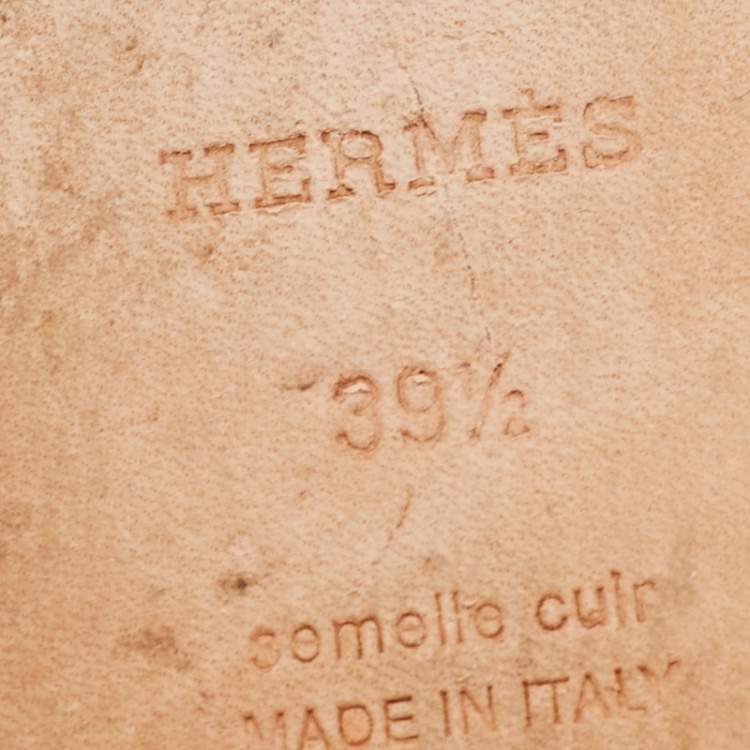 HERMÈS
39½
semelle cuir
MADE IN ITALY